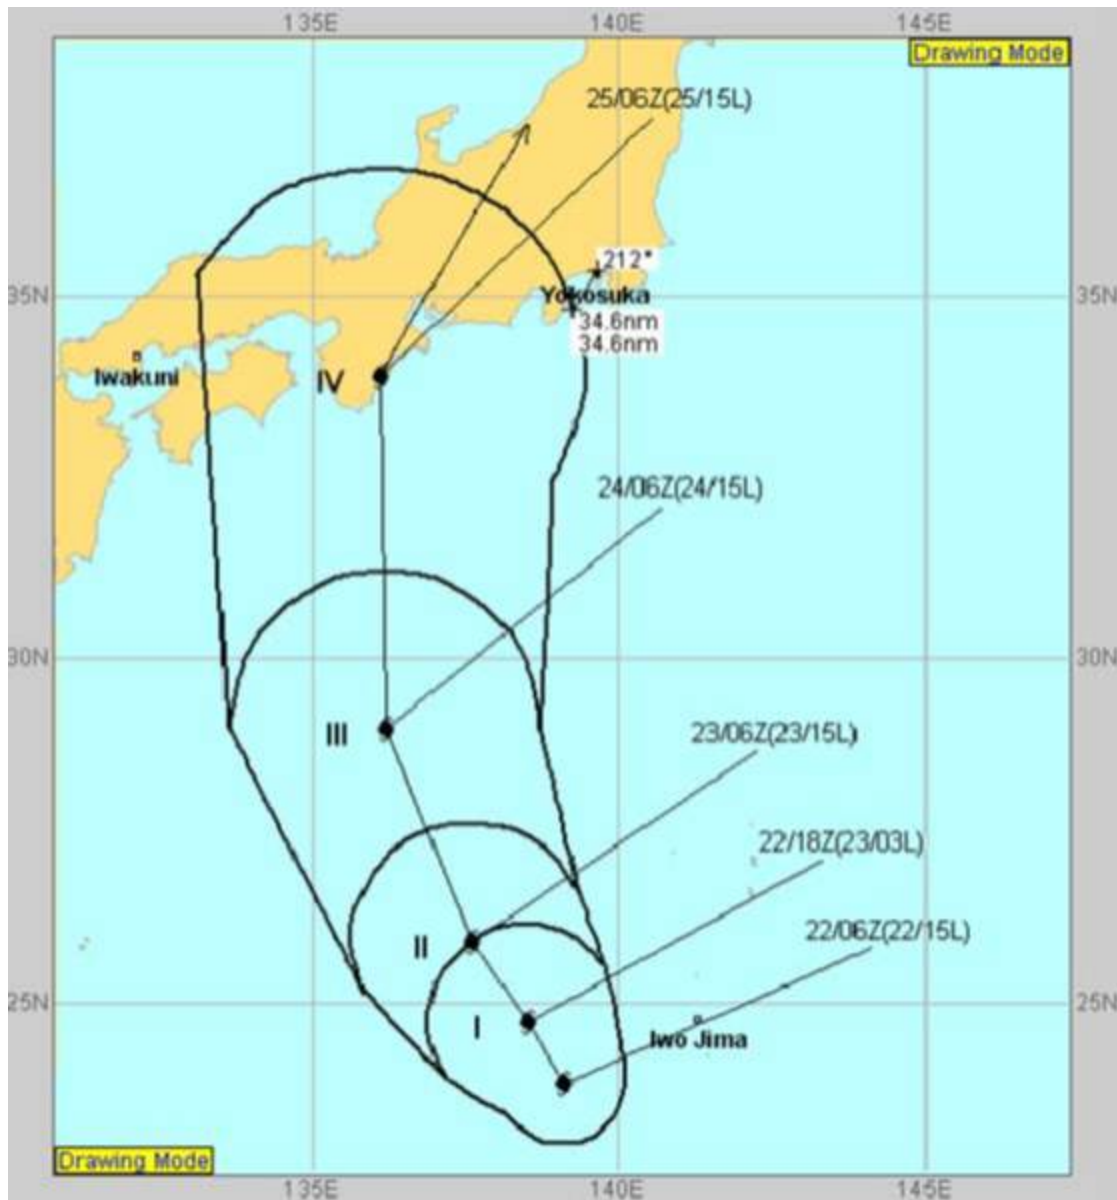 135E 140E 145E
Drawing Mode
25/06Z(25/15L)
212°
35N Yokosuka 35N
34.6nm
34.6nm
Iwakuni
IV
24/06Z(24/15L)
30N 30N
III
23/06Z(23/15L)
22/18Z(23/03L)
22/06Z(22/15L)
II
25N 25N
I
Iwo Jima
Drawing Mode
135E 140E 145E